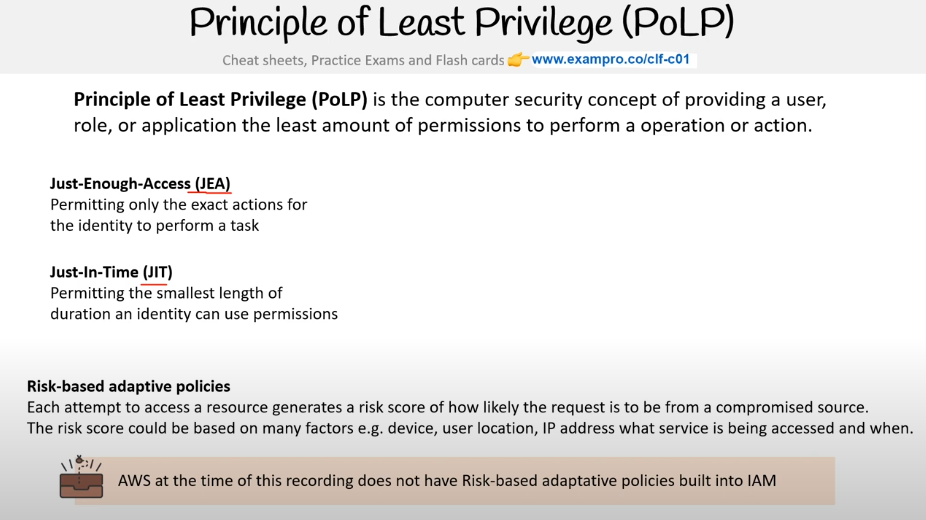 Principle of Least Privilege (PoLP)
Cheat sheets, Practice Exams and Flash cards 👉 www.exampro.co/clf-c01
Principle of Least Privilege (PoLP) is the computer security concept of providing a user,
role, or application the least amount of permissions to perform a operation or action.
Just-Enough-Access (JEA)
Permitting only the exact actions for
the identity to perform a task
Just-In-Time (JIT)
Permitting the smallest length of
duration an identity can use permissions
Risk-based adaptive policies
Each attempt to access a resource generates a risk score of how likely the request is to be from a compromised source.
The risk score could be based on many factors e.g. device, user location, IP address what service is being accessed and when.
AWS at the time of this recording does not have Risk-based adaptative policies built into IAM